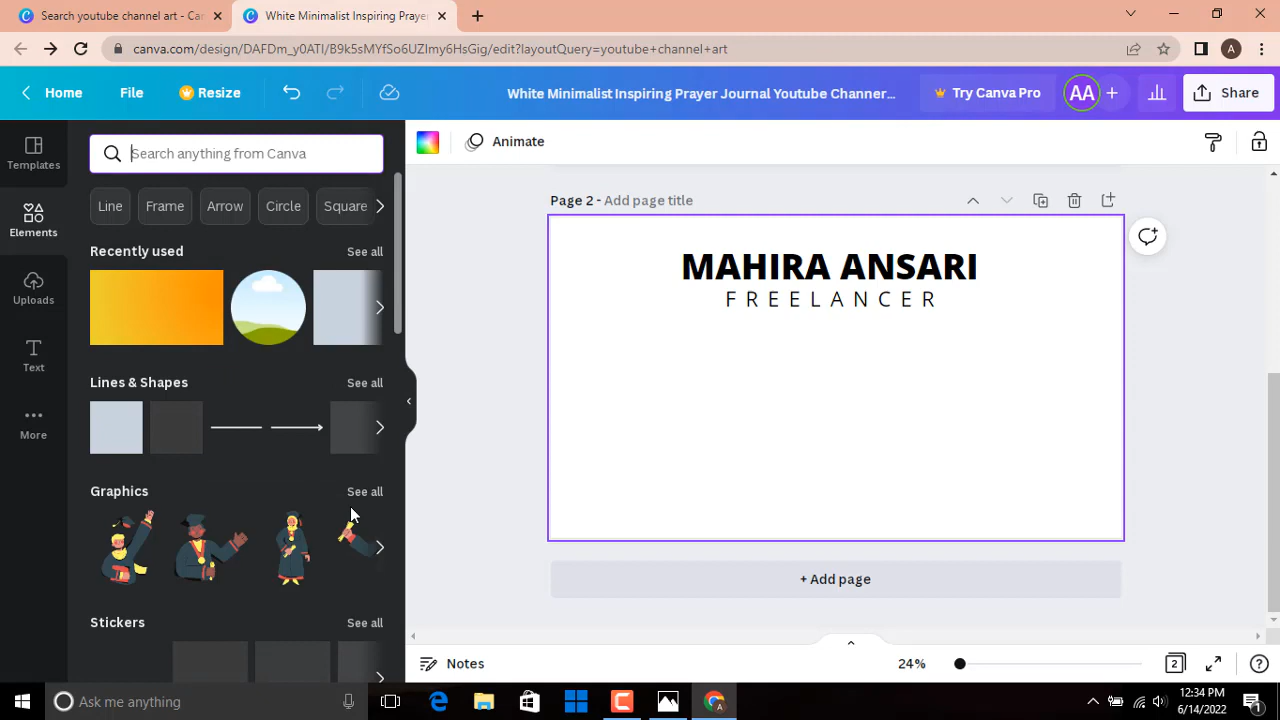 Search youtube channel art - Ca
White Minimalist Inspiring Prayer
canva.com/design/DAFDm_y0ATI/B9k5sMYfSo6UZImy6HsGig/edit?layoutQuery=youtube+channel+art
A
Home
File
Resize
White Minimalist Inspiring Prayer Journal Youtube Channer...
Try Canva Pro
AA
Share
Templates
Elements
Uploads
Text
More
Search anything from Canva
Line
Frame
Arrow
Circle
Square
Recently used
See all
Lines & Shapes
See all
Graphics
See all
Stickers
See all
Animate
Page 2 - Add page title
MAHIRA ANSARI
FREELANCER
+ Add page
Notes
24%
2
Ask me anything
A
12:34 PM
6/14/2022
1